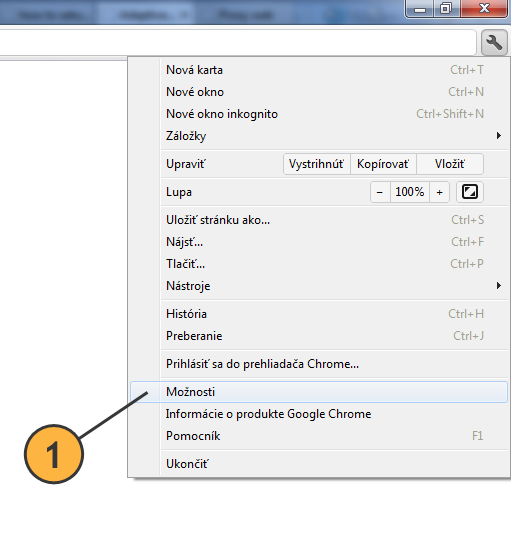 Nová karta Ctrl+T
Nové okno Ctrl+N
Nové okno inkognito Ctrl+Shift+N
Záložky
Upraviť Vystrihnúť Kopírovať Vložiť
Lupa − 100% +
Uložiť stránku ako... Ctrl+S
Nájsť... Ctrl+F
Tlačiť... Ctrl+P
Nástroje
História Ctrl+H
Preberanie Ctrl+J
Prihlásiť sa do prehliadača Chrome...
Možnosti
Informácie o produkte Google Chrome
1
Pomocník F1
Ukončiť